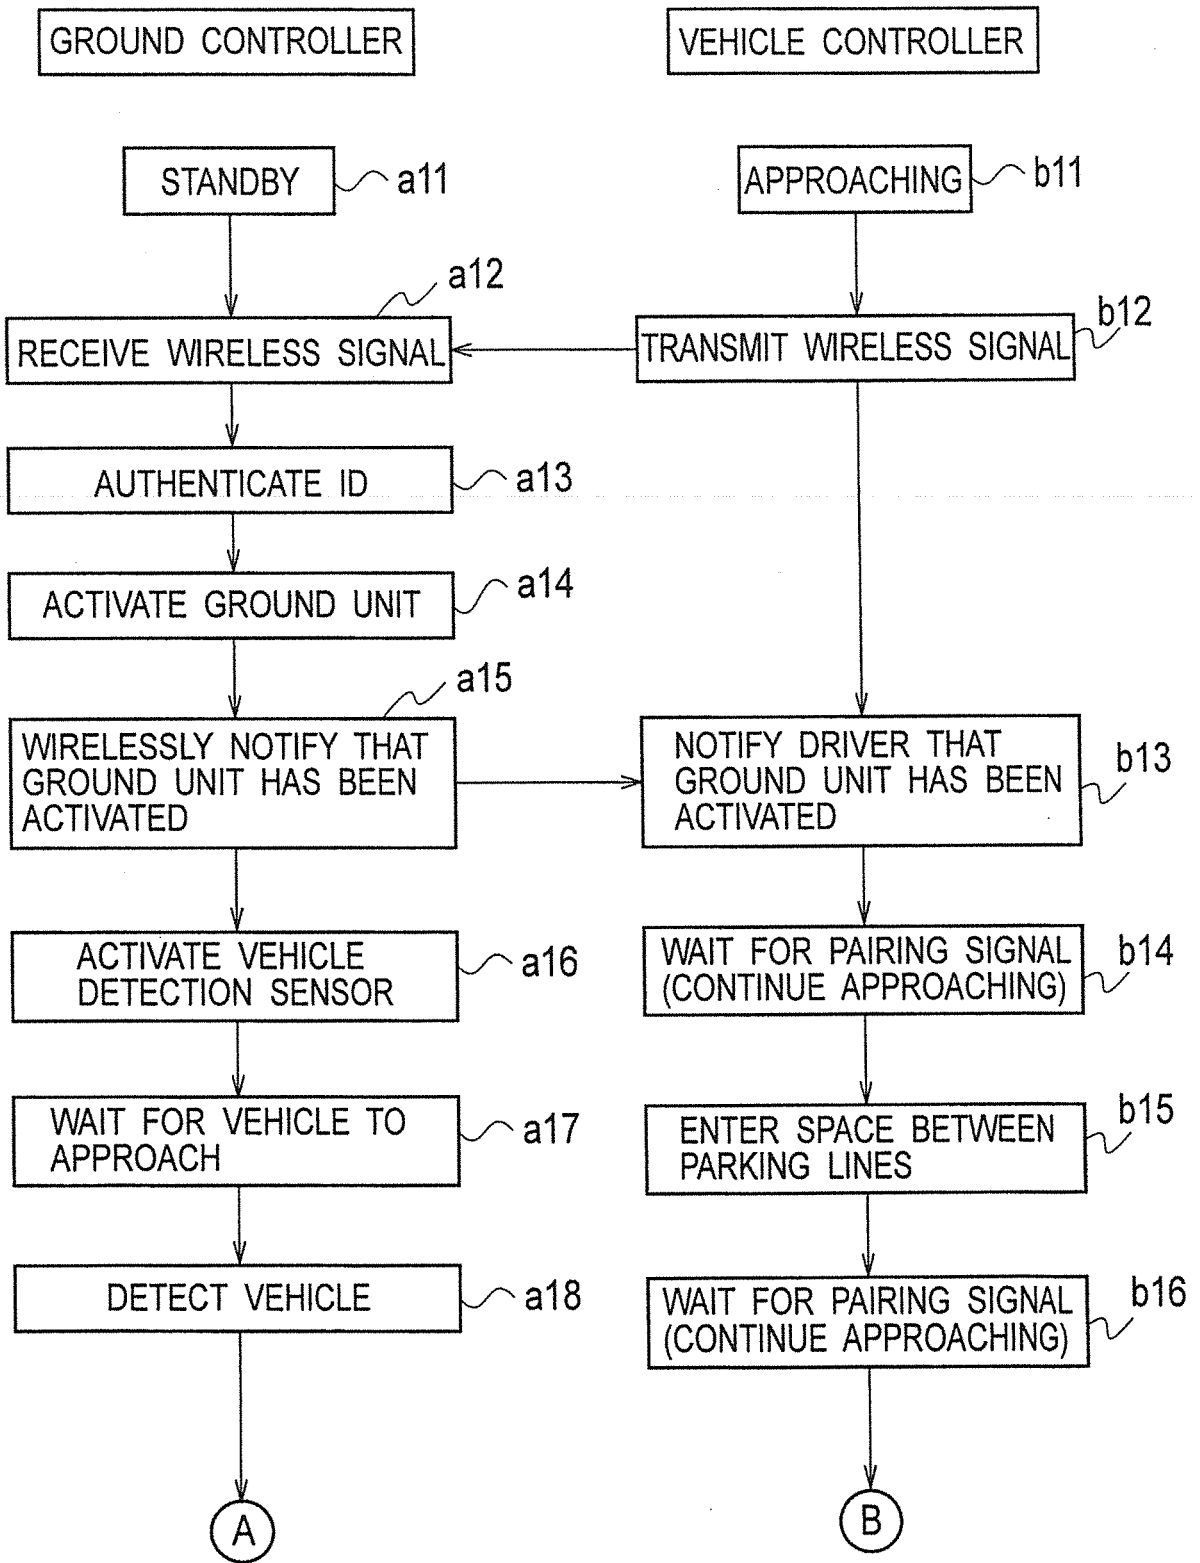 GROUND CONTROLLER
VEHICLE CONTROLLER
STANDBY
a11
APPROACHING
b11
a12
RECEIVE WIRELESS SIGNAL
b12
TRANSMIT WIRELESS SIGNAL
AUTHENTICATE ID
a13
ACTIVATE GROUND UNIT
a14
a15
WIRELESSLY NOTIFY THAT
GROUND UNIT HAS BEEN
ACTIVATED
NOTIFY DRIVER THAT
GROUND UNIT HAS BEEN
ACTIVATED
b13
ACTIVATE VEHICLE
DETECTION SENSOR
a16
WAIT FOR PAIRING SIGNAL
(CONTINUE APPROACHING)
b14
WAIT FOR VEHICLE TO
APPROACH
a17
ENTER SPACE BETWEEN
PARKING LINES
b15
DETECT VEHICLE
a18
WAIT FOR PAIRING SIGNAL
(CONTINUE APPROACHING)
b16
A
B